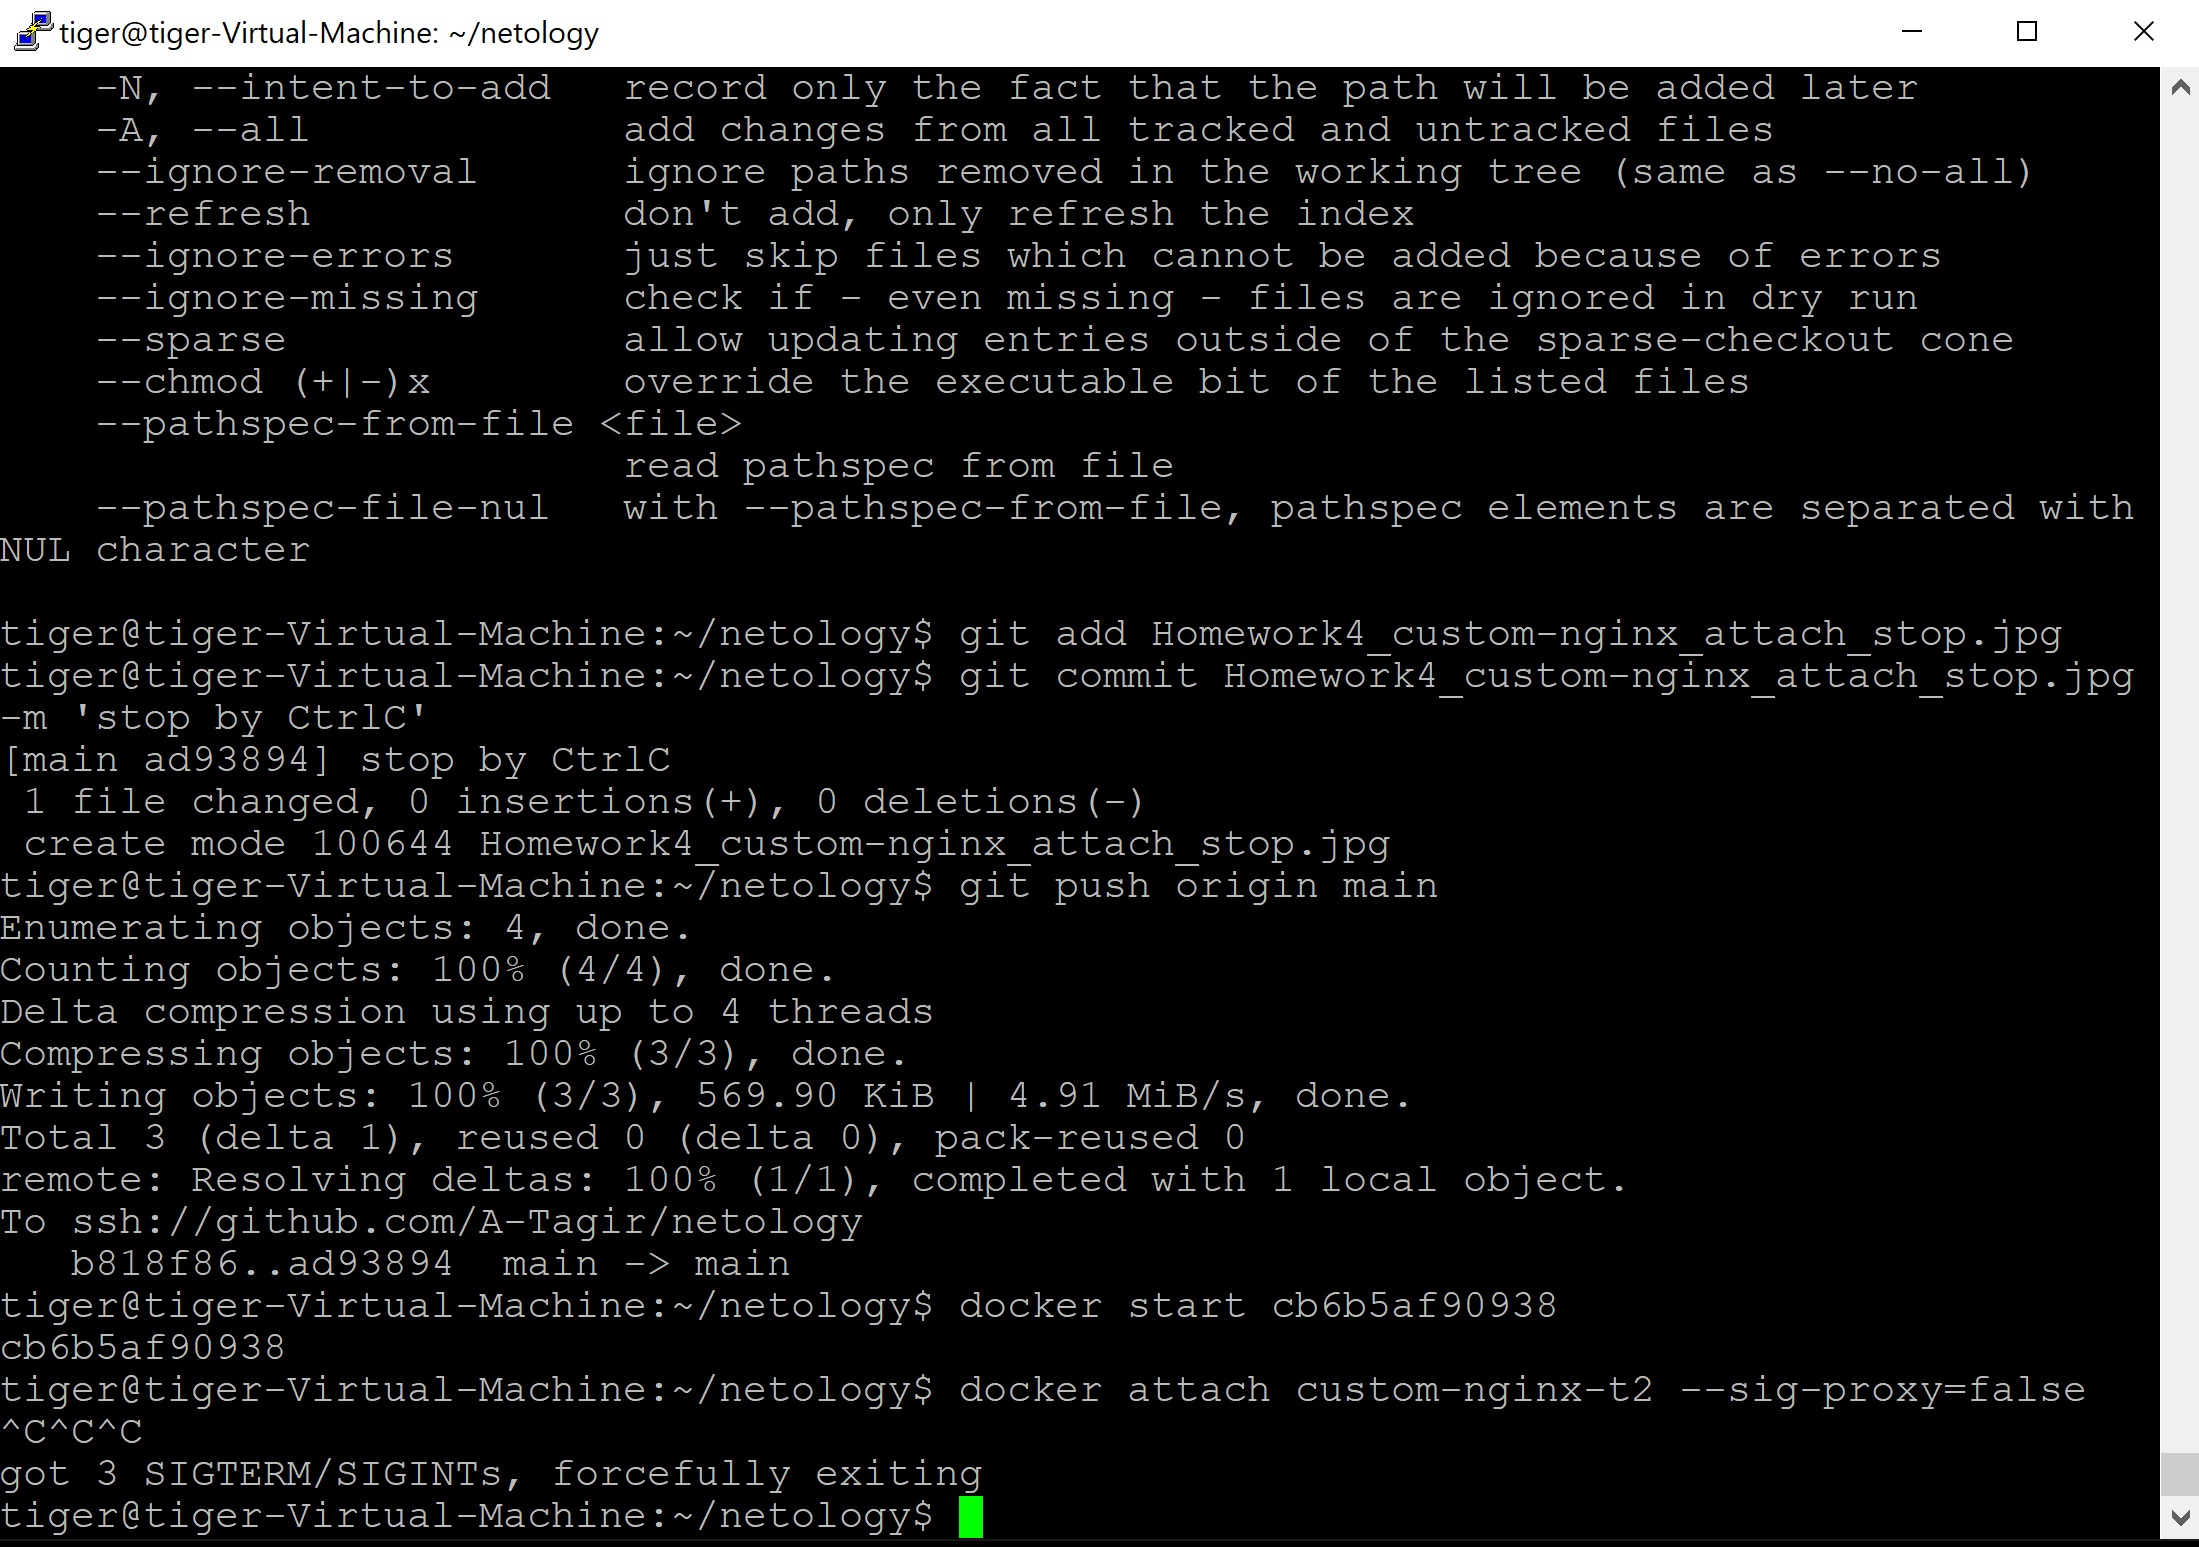 tiger@tiger-Virtual-Machine: ~/netology
    -N, --intent-to-add   record only the fact that the path will be added later
    -A, --all             add changes from all tracked and untracked files
    --ignore-removal      ignore paths removed in the working tree (same as --no-all)
    --refresh             don't add, only refresh the index
    --ignore-errors       just skip files which cannot be added because of errors
    --ignore-missing      check if - even missing - files are ignored in dry run
    --sparse              allow updating entries outside of the sparse-checkout cone
    --chmod (+|-)x        override the executable bit of the listed files
    --pathspec-from-file <file>
                          read pathspec from file
    --pathspec-file-nul   with --pathspec-from-file, pathspec elements are separated with
NUL character
tiger@tiger-Virtual-Machine:~/netology$ git add Homework4_custom-nginx_attach_stop.jpg
tiger@tiger-Virtual-Machine:~/netology$ git commit Homework4_custom-nginx_attach_stop.jpg
-m 'stop by CtrlC'
[main ad93894] stop by CtrlC
 1 file changed, 0 insertions(+), 0 deletions(-)
 create mode 100644 Homework4_custom-nginx_attach_stop.jpg
tiger@tiger-Virtual-Machine:~/netology$ git push origin main
Enumerating objects: 4, done.
Counting objects: 100% (4/4), done.
Delta compression using up to 4 threads
Compressing objects: 100% (3/3), done.
Writing objects: 100% (3/3), 569.90 KiB | 4.91 MiB/s, done.
Total 3 (delta 1), reused 0 (delta 0), pack-reused 0
remote: Resolving deltas: 100% (1/1), completed with 1 local object.
To ssh://github.com/A-Tagir/netology
   b818f86..ad93894  main -> main
tiger@tiger-Virtual-Machine:~/netology$ docker start cb6b5af90938
cb6b5af90938
tiger@tiger-Virtual-Machine:~/netology$ docker attach custom-nginx-t2 --sig-proxy=false
^C^C^C
got 3 SIGTERM/SIGINTs, forcefully exiting
tiger@tiger-Virtual-Machine:~/netology$